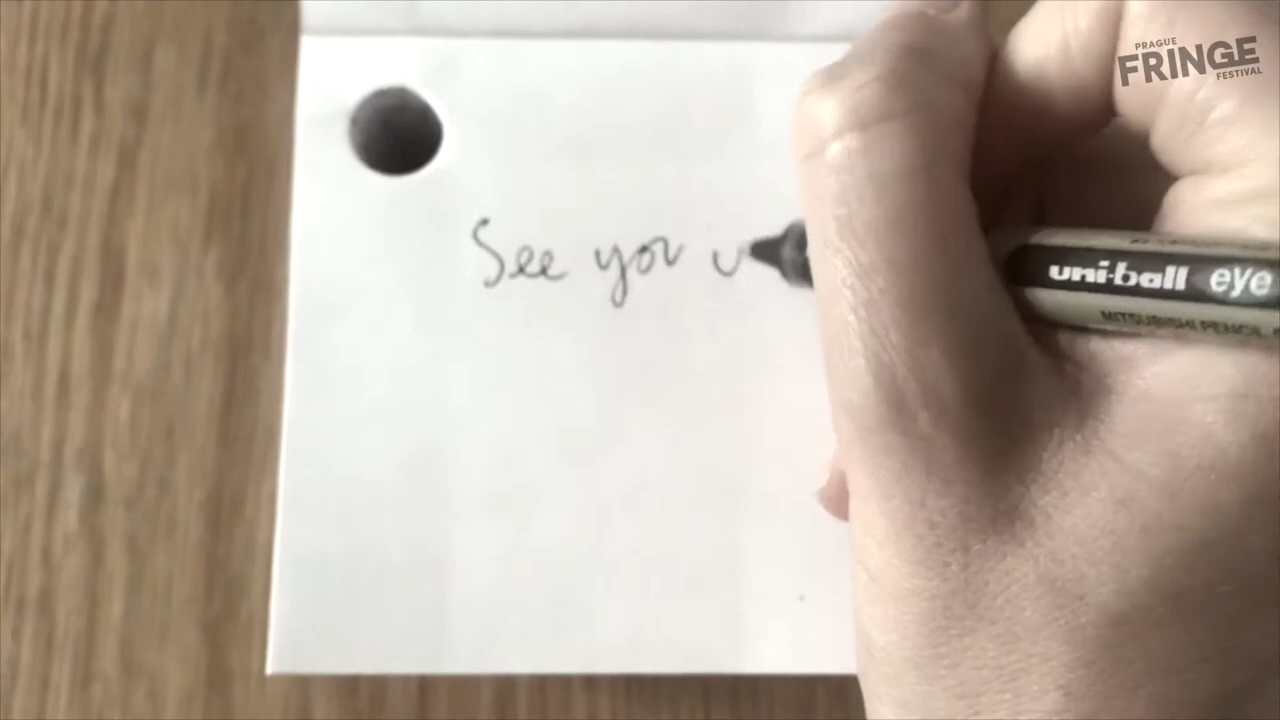 PRAGUE
FRINGE
FESTIVAL
See you
uni-ball eye
MITSUBISHI PENCIL